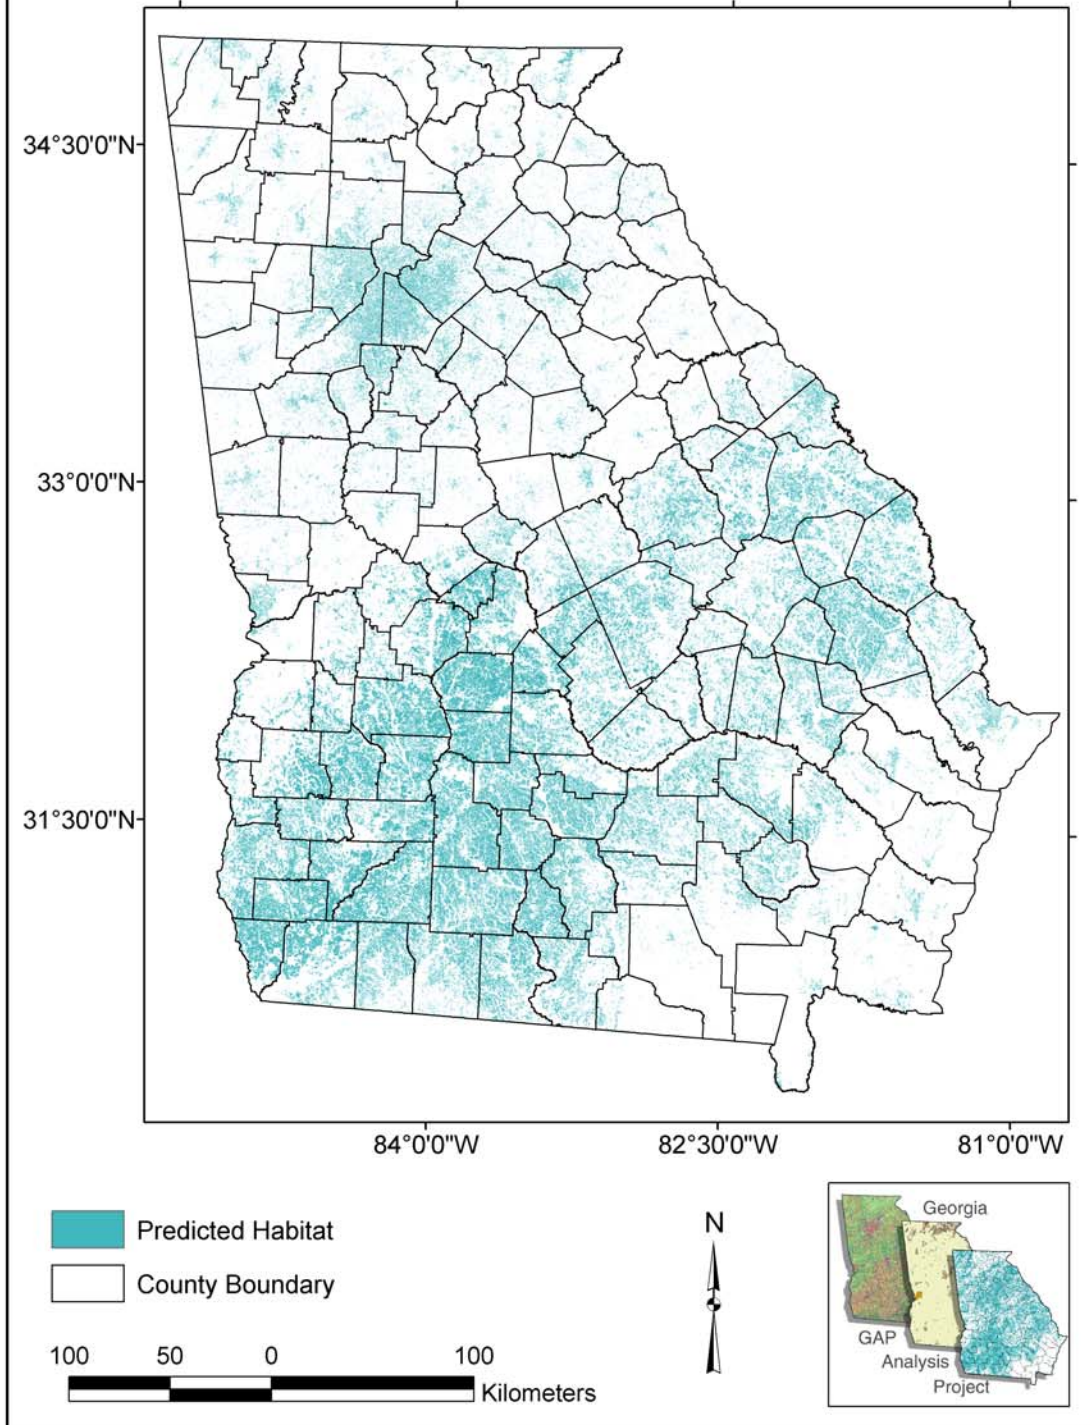 34°30'0"N
33°0'0"N
31°30'0"N
84°0'0"W 82°30'0"W 81°0'0"W
Predicted Habitat
County Boundary
100 50 0 100
Kilometers
N
Georgia
GAP
Analysis
Project